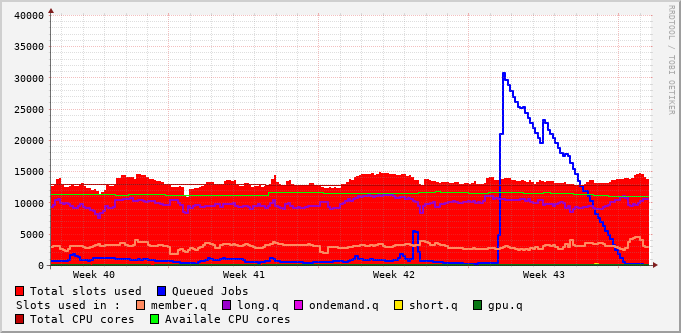 40000
35000
30000
25000
20000
15000
10000
5000
0
Week 40 Week 41 Week 42 Week 43
Total slots used Queued Jobs
Slots used in : member.q long.q ondemand.q short.q gpu.q
Total CPU cores Availale CPU cores
RRDTOOL / TOBI OETIKER